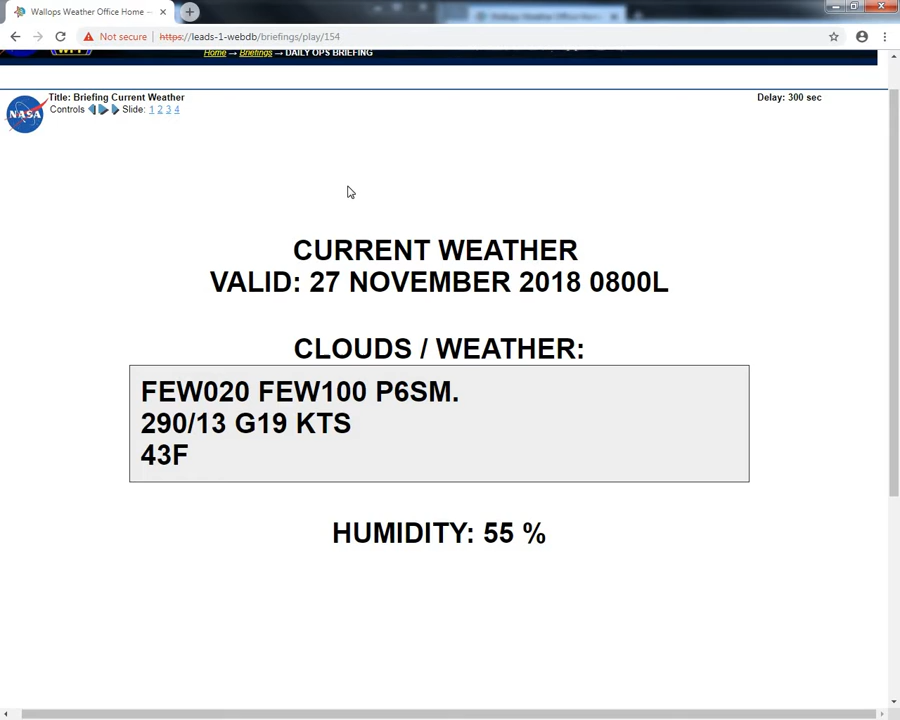 Wallops Weather Office Home –
Not secure https://leads-1-webdb/briefings/play/154
Home → Briefings → DAILY OPS BRIEFING
NASA
Title: Briefing Current Weather
Delay: 300 sec
Controls Slide: 1 2 3 4
CURRENT WEATHER
VALID: 27 NOVEMBER 2018 0800L
CLOUDS / WEATHER:
FEW020 FEW100 P6SM.
290/13 G19 KTS
43F
HUMIDITY: 55 %